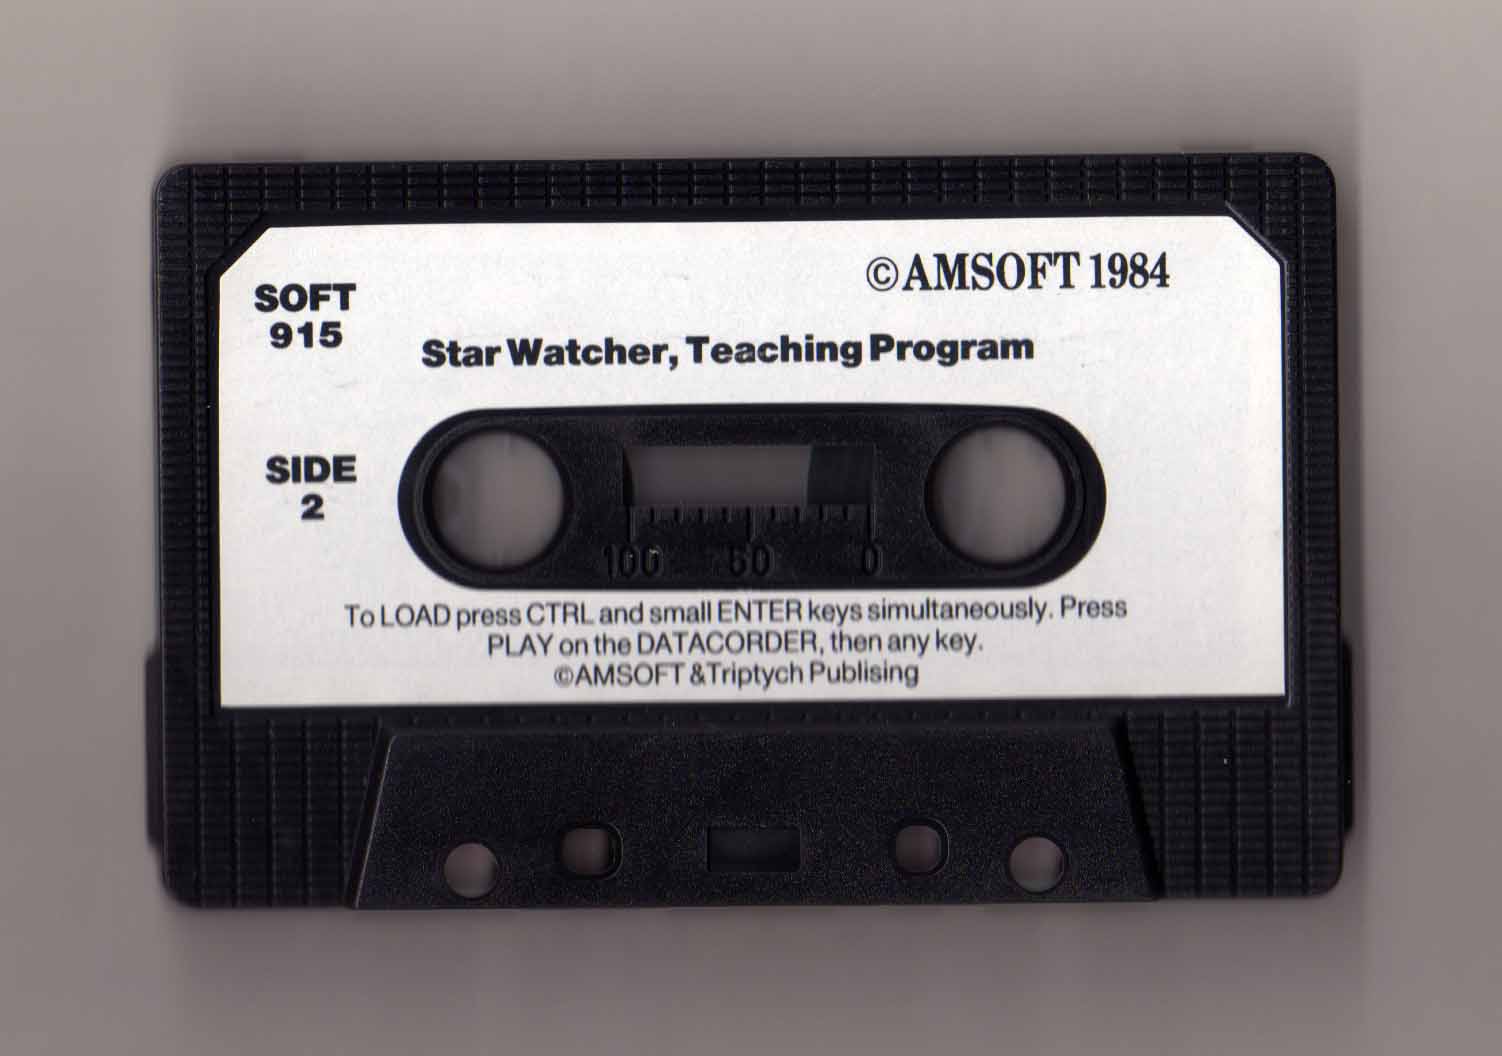 ©AMSOFT 1984
SOFT
915
Star Watcher, Teaching Program
SIDE
2
100 50 0
To LOAD press CTRL and small ENTER keys simultaneously. Press
PLAY on the DATACORDER, then any key.
©AMSOFT &Triptych Publising